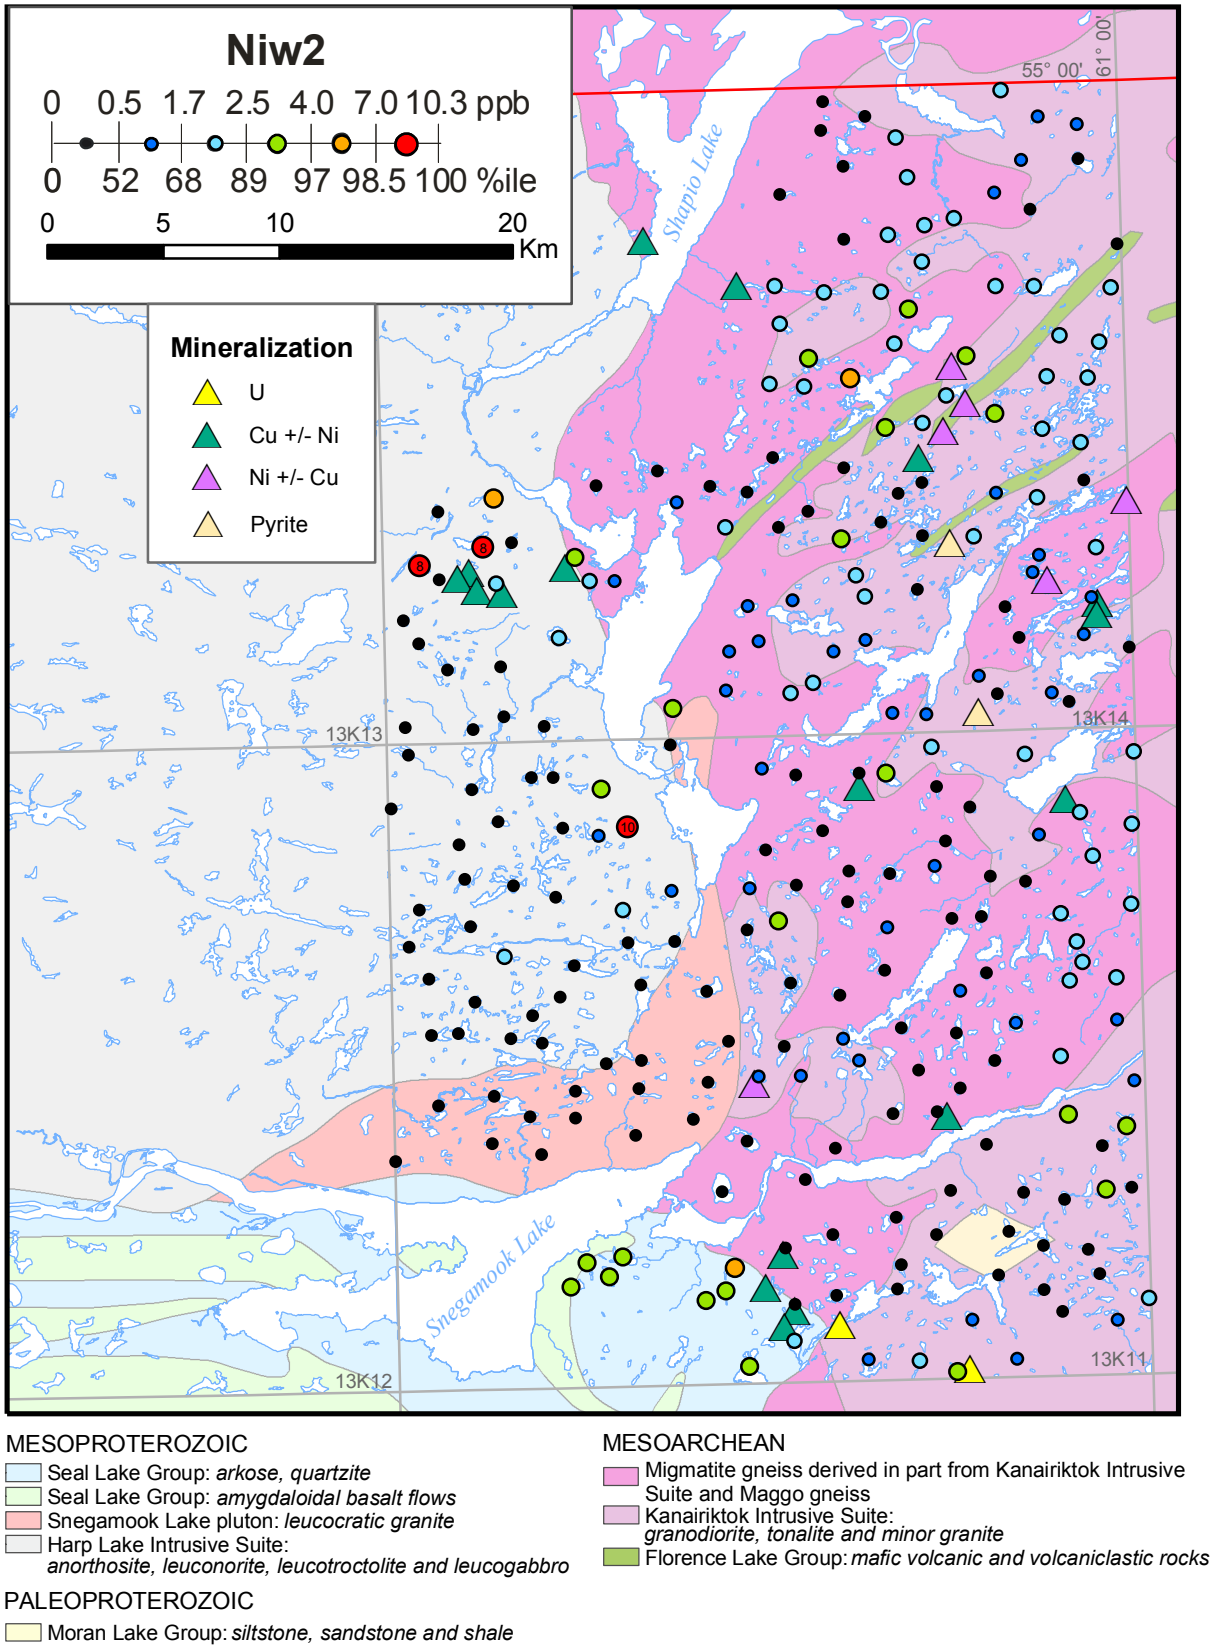 Niw2
0 0.5 1.7 2.5 4.0 7.0 10.3 ppb
0 52 68 89 97 98.5 100 %ile
0 5 10 20
Km
Mineralization
U
Cu +/- Ni
Ni +/- Cu
Pyrite
55° 00'
61° 00'
Shapio Lake
8
8
13K13
13K14
10
Snegamook Lake
13K12
13K11
MESOPROTEROZOIC
Seal Lake Group: arkose, quartzite
Seal Lake Group: amygdaloidal basalt flows
Snegamook Lake pluton: leucocratic granite
Harp Lake Intrusive Suite:
anorthosite, leuconorite, leucotroctolite and leucogabbro
PALEOPROTEROZOIC
Moran Lake Group: siltstone, sandstone and shale
MESOARCHEAN
Migmatite gneiss derived in part from Kanairiktok Intrusive
Suite and Maggo gneiss
Kanairiktok Intrusive Suite:
granodiorite, tonalite and minor granite
Florence Lake Group: mafic volcanic and volcaniclastic rocks